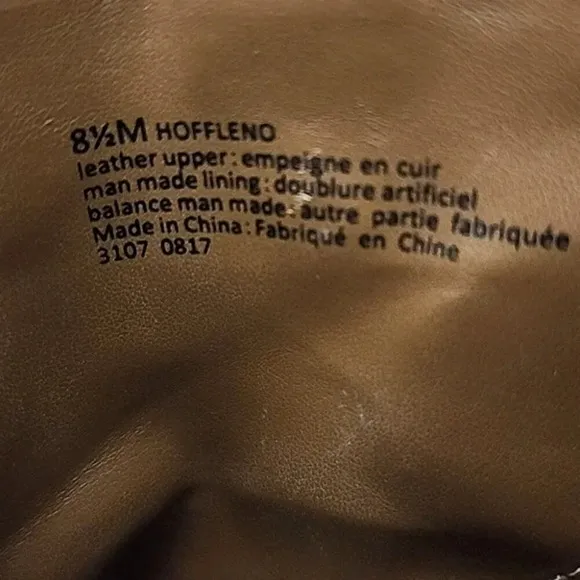 8½M HOFFLENO
leather upper: empeigne en cuir
man made lining: doublure artificiel
balance man made: autre partie fabriquée
Made in China: Fabriqué en Chine
3107 0817